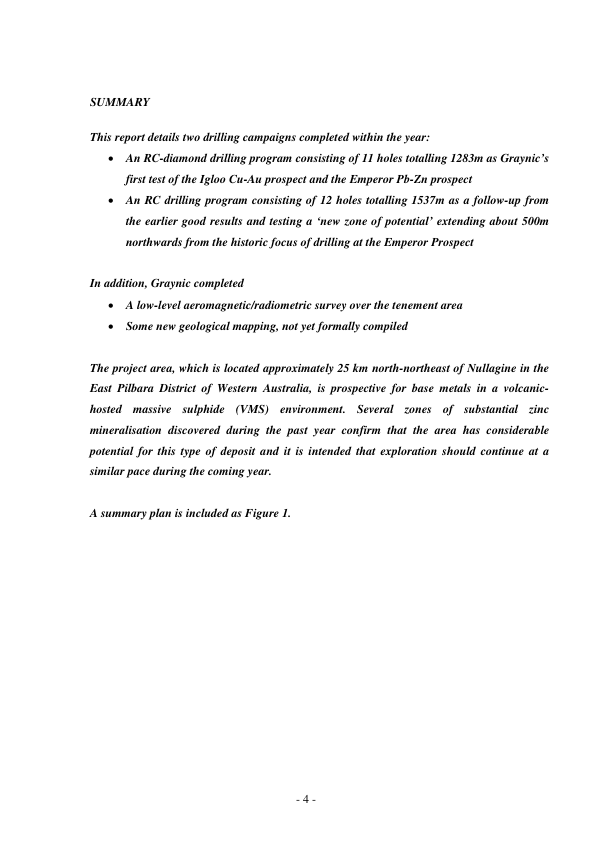 SUMMARY
This report details two drilling campaigns completed within the year:
• An RC-diamond drilling program consisting of 11 holes totalling 1283m as Graynic's
first test of the Igloo Cu-Au prospect and the Emperor Pb-Zn prospect
• An RC drilling program consisting of 12 holes totalling 1537m as a follow-up from
the earlier good results and testing a 'new zone of potential' extending about 500m
northwards from the historic focus of drilling at the Emperor Prospect
In addition, Graynic completed
• A low-level aeromagnetic/radiometric survey over the tenement area
• Some new geological mapping, not yet formally compiled
The project area, which is located approximately 25 km north-northeast of Nullagine in the
East Pilbara District of Western Australia, is prospective for base metals in a volcanic-
hosted massive sulphide (VMS) environment. Several zones of substantial zinc
mineralisation discovered during the past year confirm that the area has considerable
potential for this type of deposit and it is intended that exploration should continue at a
similar pace during the coming year.
A summary plan is included as Figure 1.
- 4 -